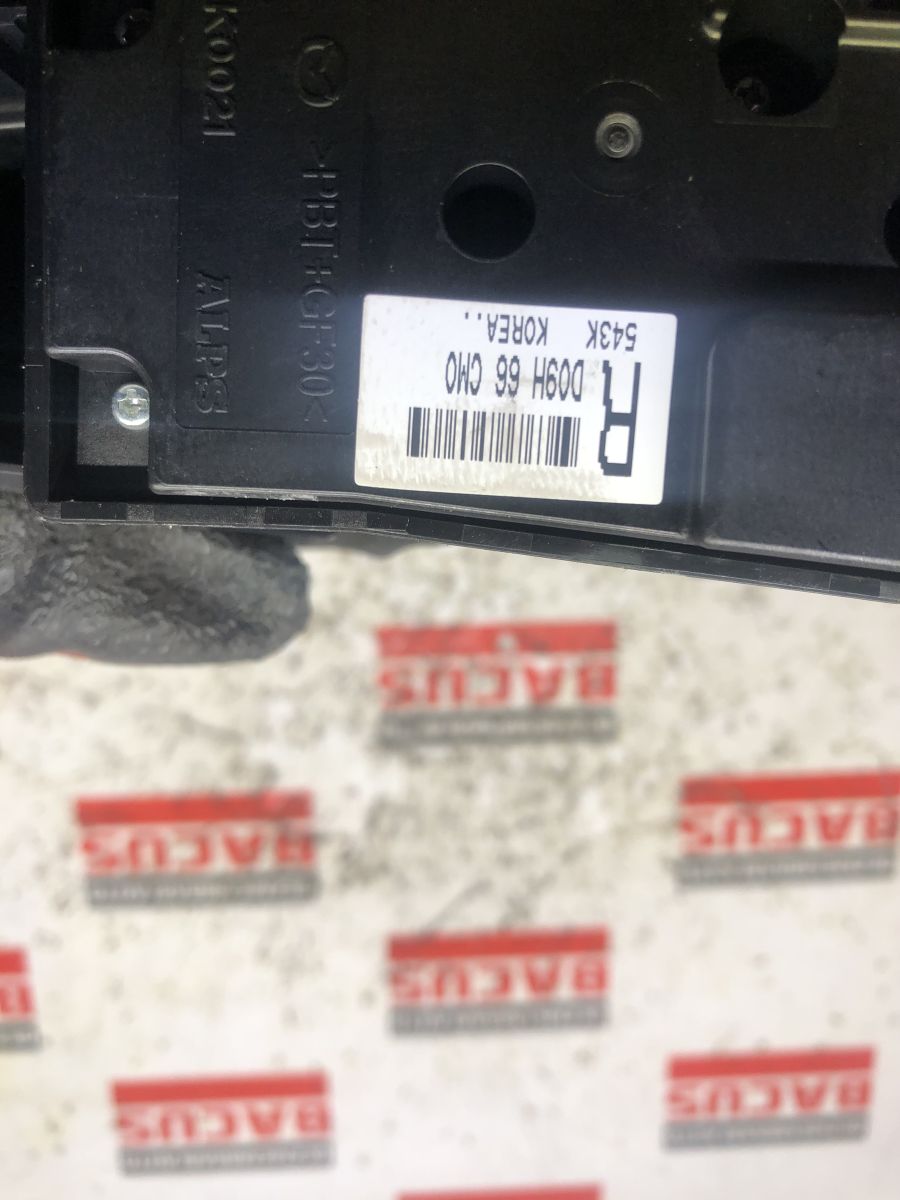 K0021
>PBT+GF30<
ALPS
R
D09H 66 CM0
543K KOREA..
BACUS
BACUS
BACUS
BACUS
BACUS
BACUS